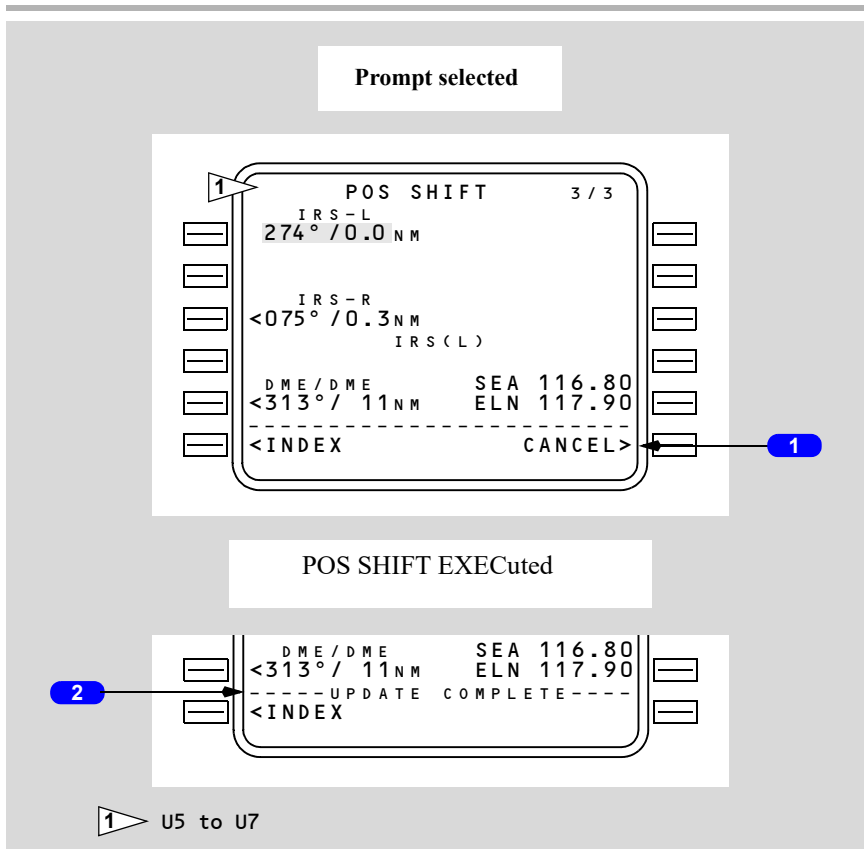 Prompt selected
1
POS SHIFT 3/3
IRS-L
274°/0.0NM
IRS-R
<075°/0.3NM
IRS(L)
DME/DME SEA 116.80
<313°/ 11NM ELN 117.90
------------------------
<INDEX CANCEL>
1
POS SHIFT EXECuted
DME/DME SEA 116.80
<313°/ 11NM ELN 117.90
2
-----UPDATE COMPLETE----
<INDEX
1 U5 to U7